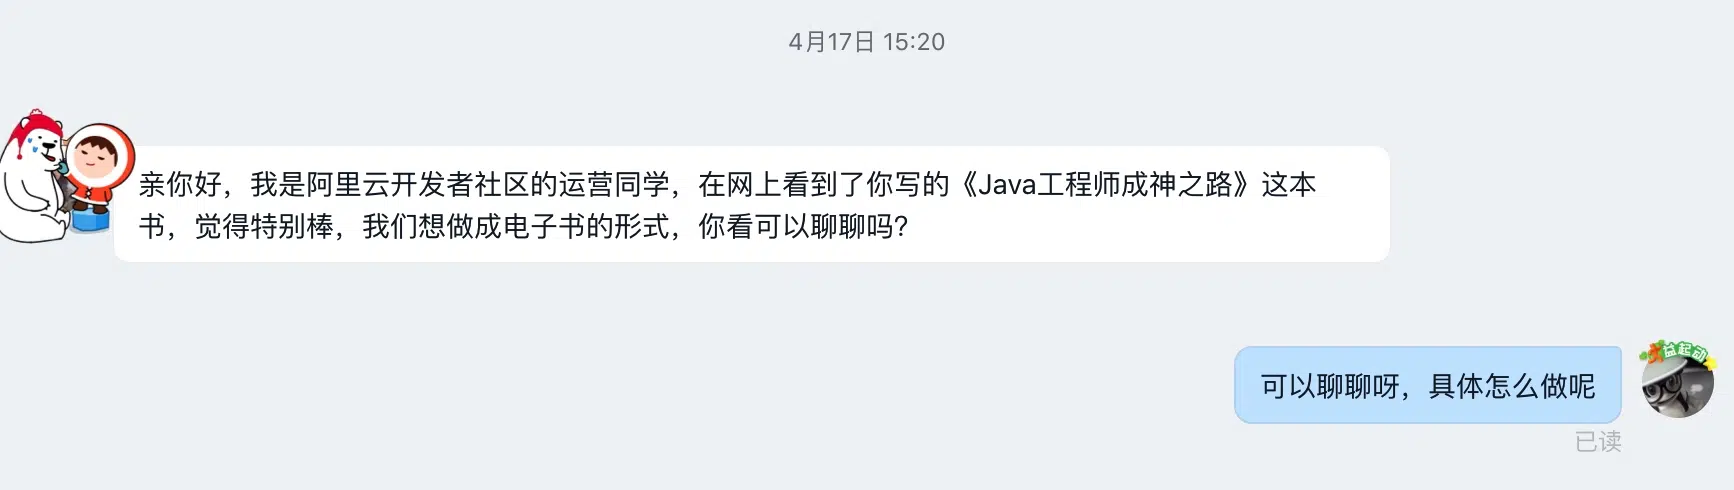 4月17日 15:20
亲你好，我是阿里云开发者社区的运营同学，在网上看到了你写的《Java工程师成神之路》这本
书，觉得特别棒，我们想做成电子书的形式，你看可以聊聊吗？
可以聊聊呀，具体怎么做呢
益起动
已读